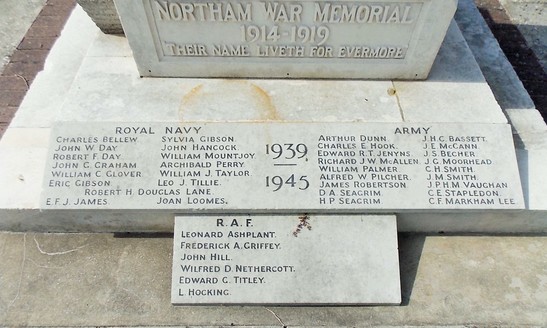 NORTHAM WAR MEMORIAL
1914-1919
THEIR NAME LIVETH FOR EVERMORE
ROYAL NAVY
CHARLES BELLEW SYLVIA GIBSON.
JOHN W. DAY JOHN HANCOCK
ROBERT F. DAY WILLIAM MOUNTJOY
JOHN C. GRAHAM ARCHIBALD PERRY
WILLIAM C. GLOVER WILLIAM J. TAYLOR
ERIC GIBSON LEO J. TILLIE.
ROBERT H. DOUGLAS LANE
E.F.J. JAMES. JOAN LOOMES.
1939
1945
ARMY
ARTHUR DUNN. J.H.C. BASSETT.
CHARLES E. HOOK. J.E. McCANN.
EDWARD R.T. JENYNS. J.S. BECHER.
RICHARD J.W. McALLEN. J.G. MOORHEAD
WILLIAM PALMER C.H. SMITH.
ALFRED W. PILCHER. J.M. SMITH.
JAMES ROBERTSON. J.P.H.M. VAUGHAN
D.A. SEAGRIM C.E. STAPLEDON.
H.P. SEAGRIM C.F. MARKHAM LEE.
R.A.F.
LEONARD ASHPLANT.
FREDERICK A. GRIFFEY.
JOHN HILL.
WILFRED D. NETHERCOTT.
EDWARD G. TITLEY.
L. HOCKING.